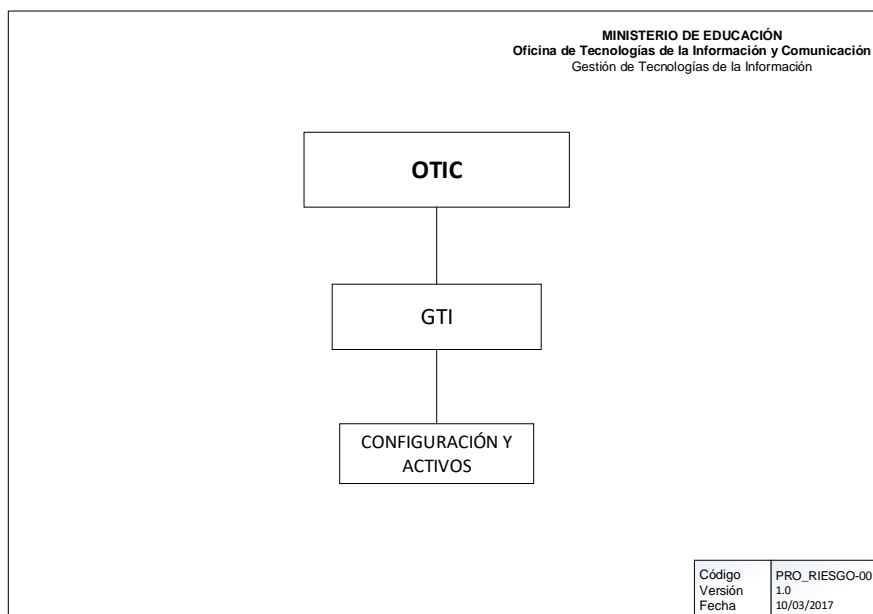 MINISTERIO DE EDUCACIÓN
Oficina de Tecnologías de la Información y Comunicación
Gestión de Tecnologías de la Información
OTIC
GTI
CONFIGURACIÓN Y
ACTIVOS
Código PRO_RIESGO-00
Versión 1.0
Fecha 10/03/2017